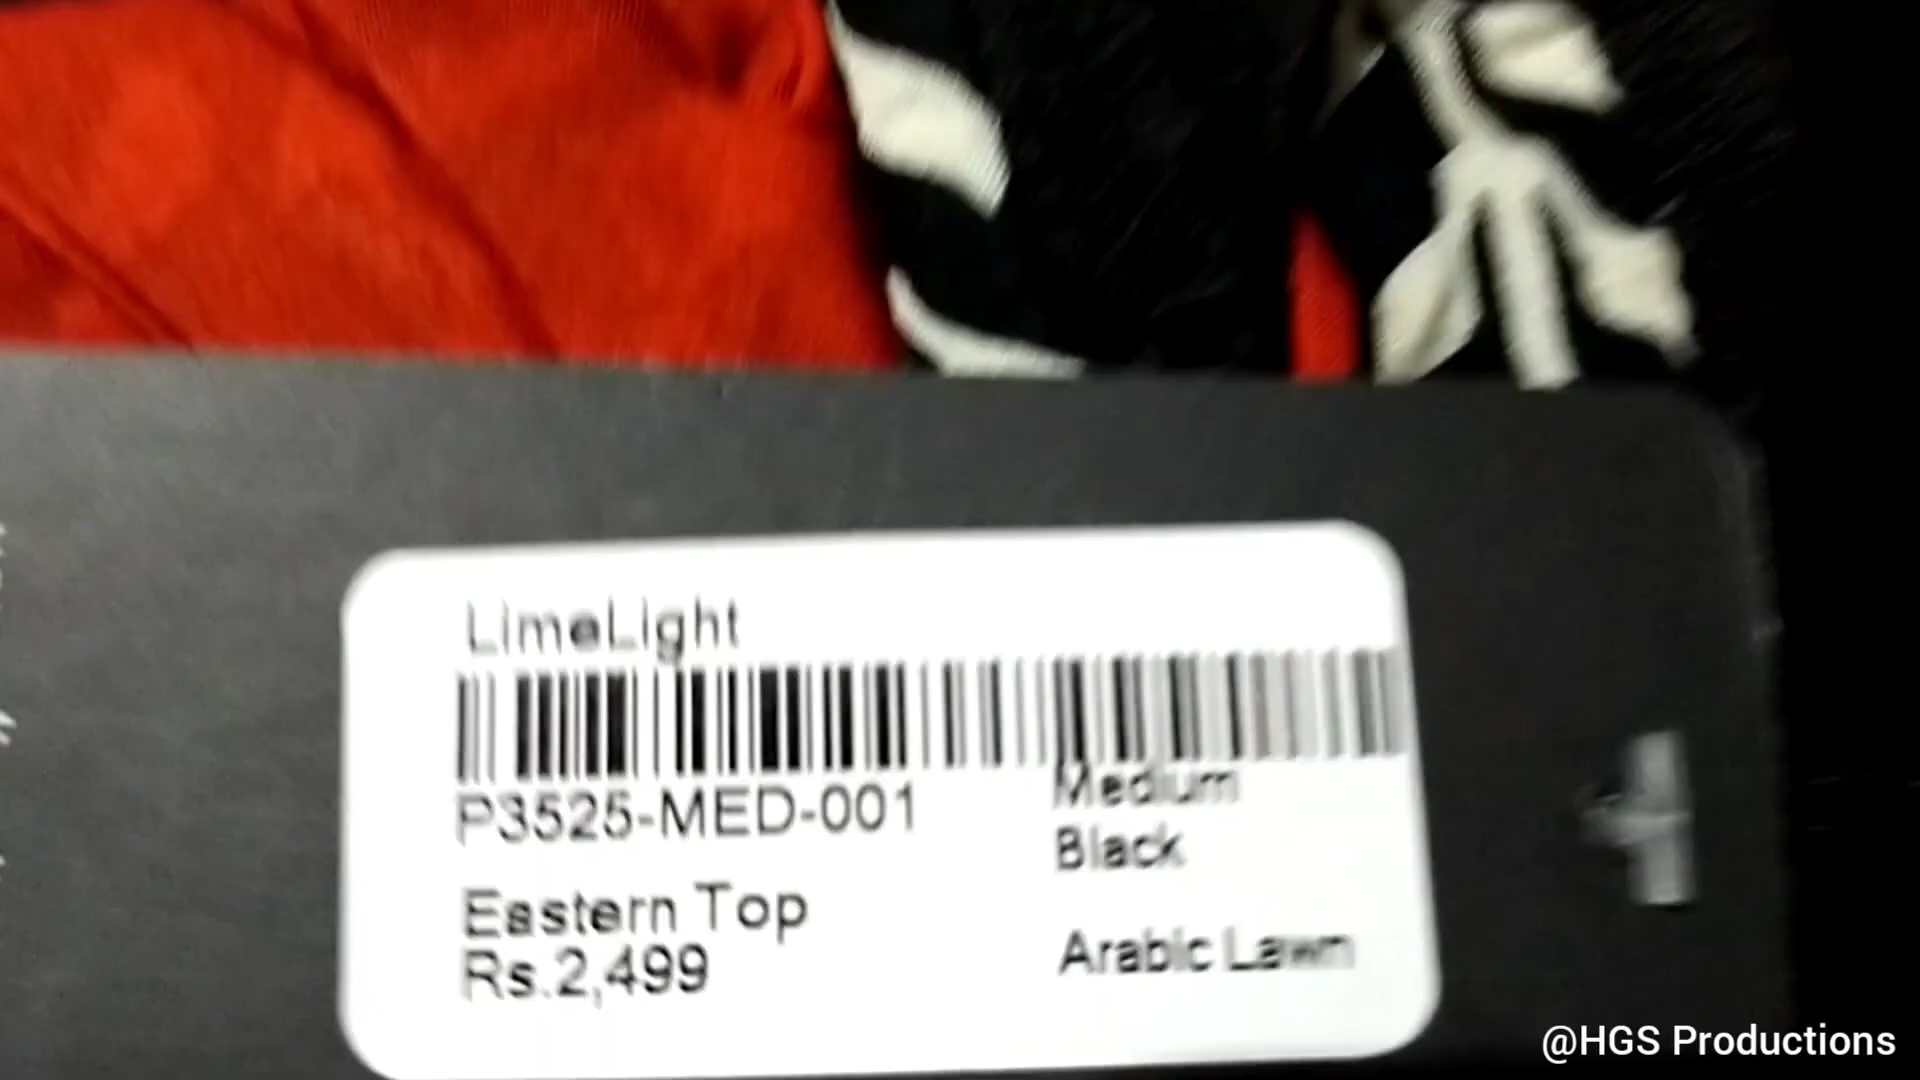 LimeLight
P3525-MED-001
Medium
Black
Eastern Top
Rs.2,499
Arabic Lawn
@HGS Productions